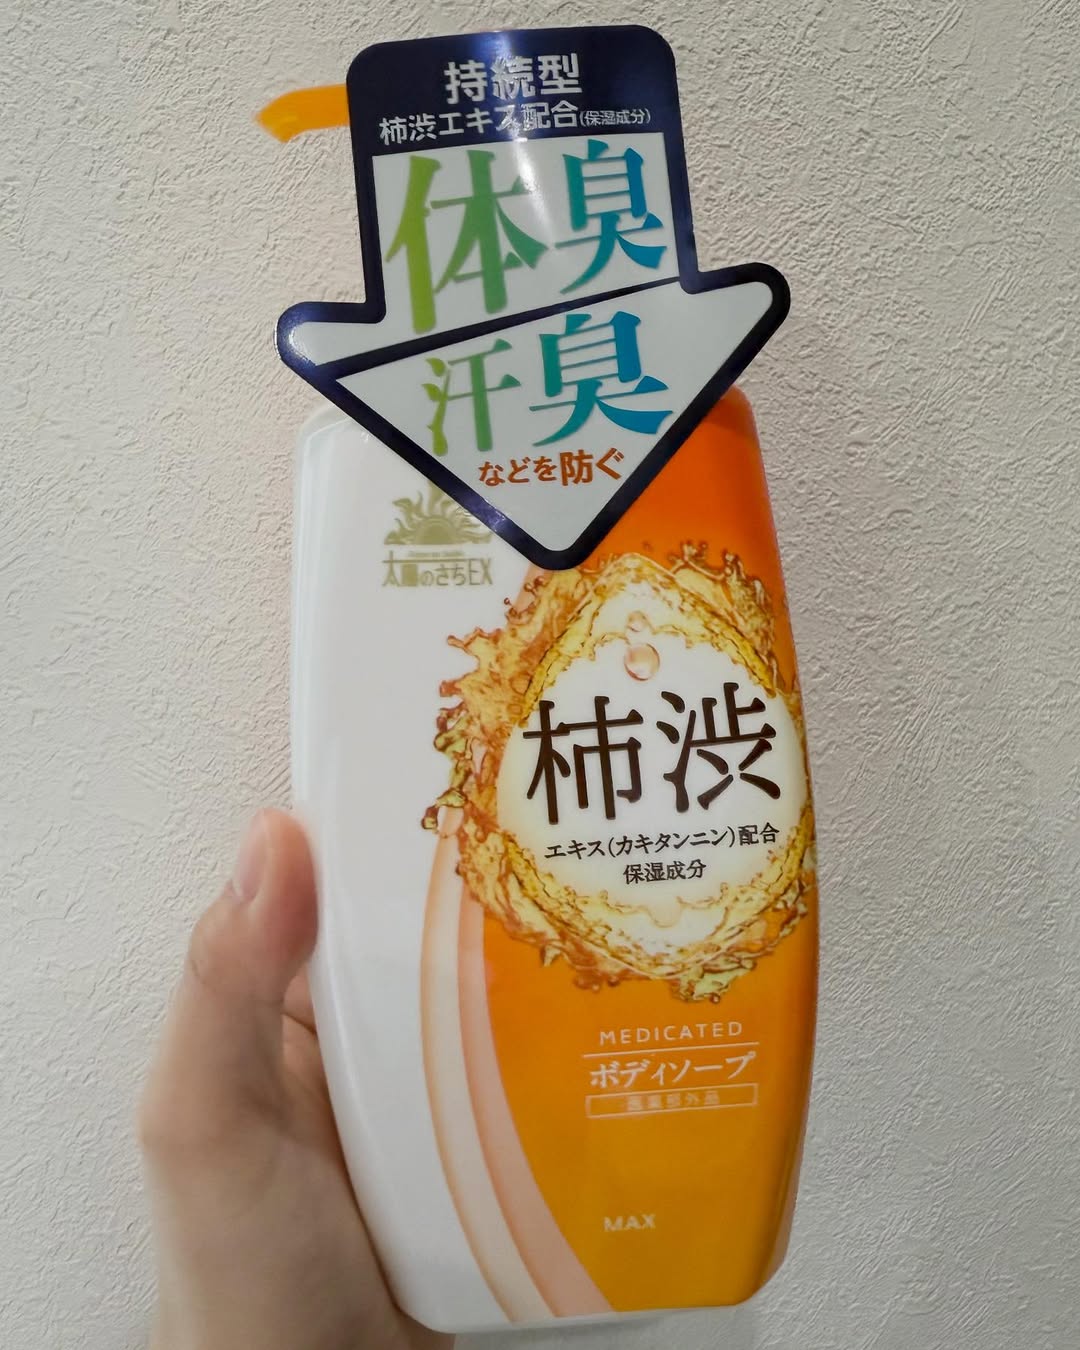 持続型
柿渋エキス配合(保湿成分)
体臭
汗臭
などを防ぐ
太陽のさちEX
柿渋
エキス(カキタンニン)配合
保湿成分
MEDICATED
ボディソープ
医薬部外品
MAX